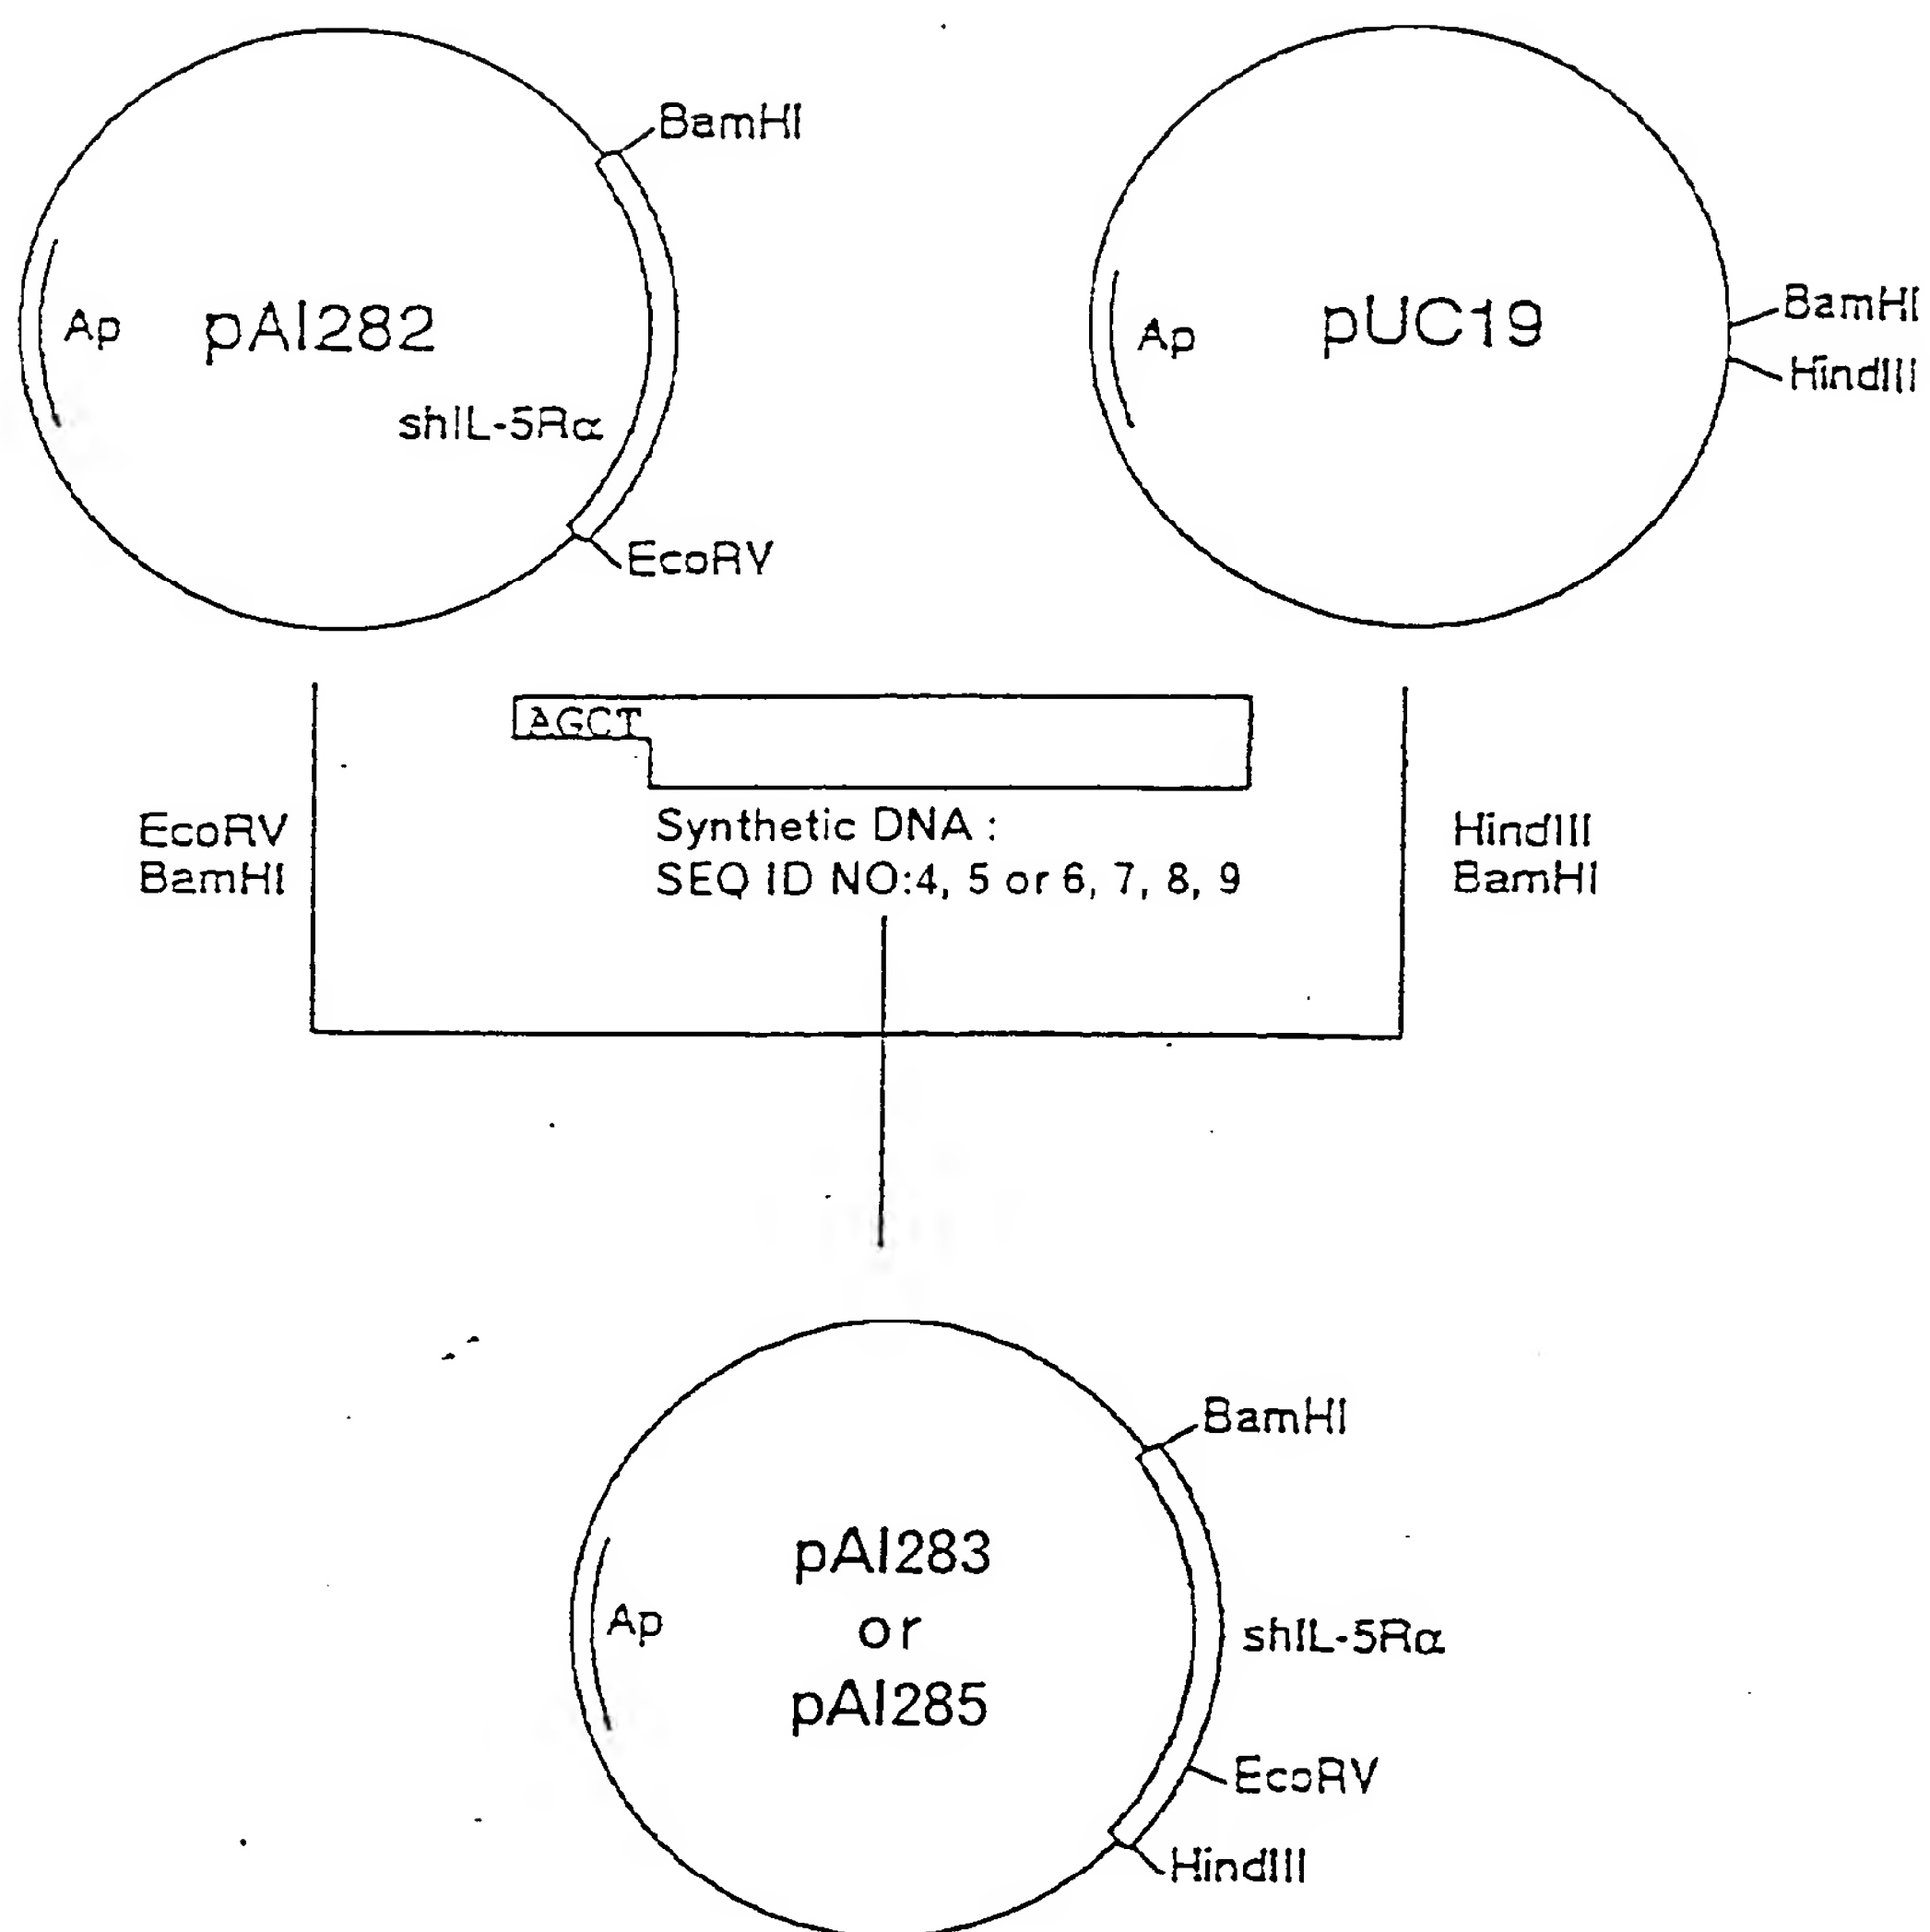 BamHI
Ap
pAI282
shIL-5Rα
EcoRV
BamHI
Ap
pUC19
HindIII
AGCT
EcoRV
BamHI
Synthetic DNA :
SEQ ID NO:4, 5 or 6, 7, 8, 9
HindIII
BamHI
BamHI
pAI283
or
pAI285
Ap
shIL-5Rα
EcoRV
HindIII